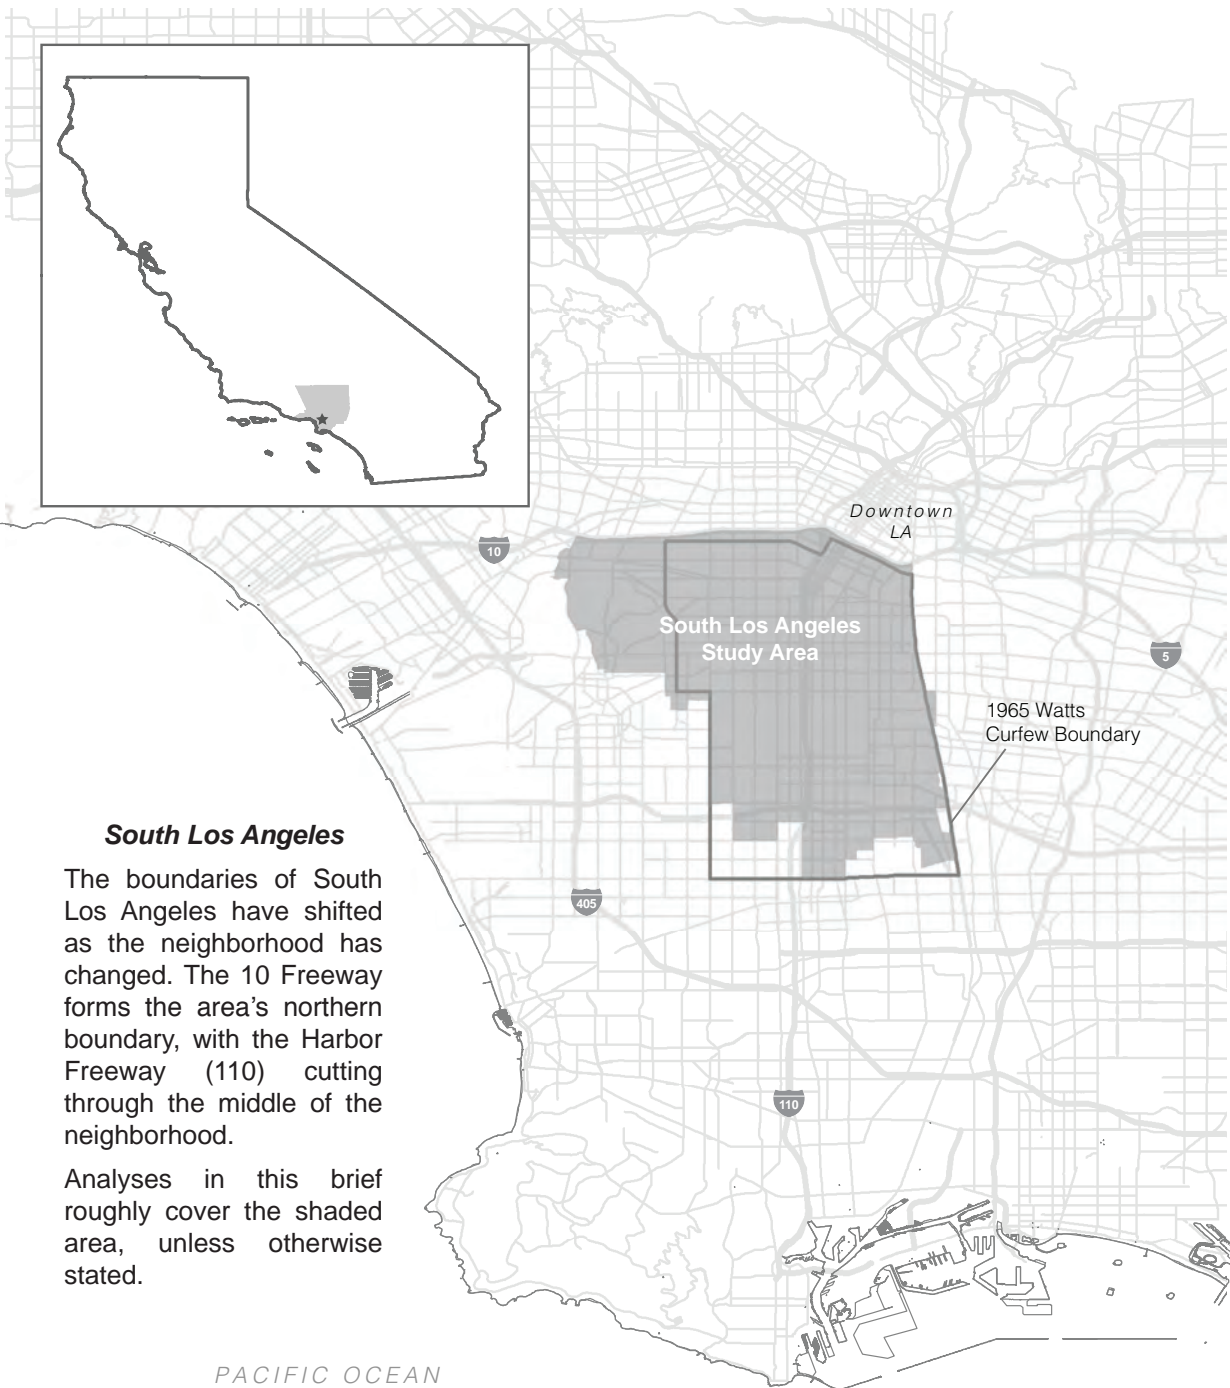 Downtown
LA
10
South Los Angeles
Study Area
5
1965 Watts
Curfew Boundary
South Los Angeles
The boundaries of South
Los Angeles have shifted
as the neighborhood has
changed. The 10 Freeway
forms the area’s northern
boundary, with the Harbor
Freeway (110) cutting
through the middle of the
neighborhood.
Analyses in this brief
roughly cover the shaded
area, unless otherwise
stated.
405
110
PACIFIC OCEAN